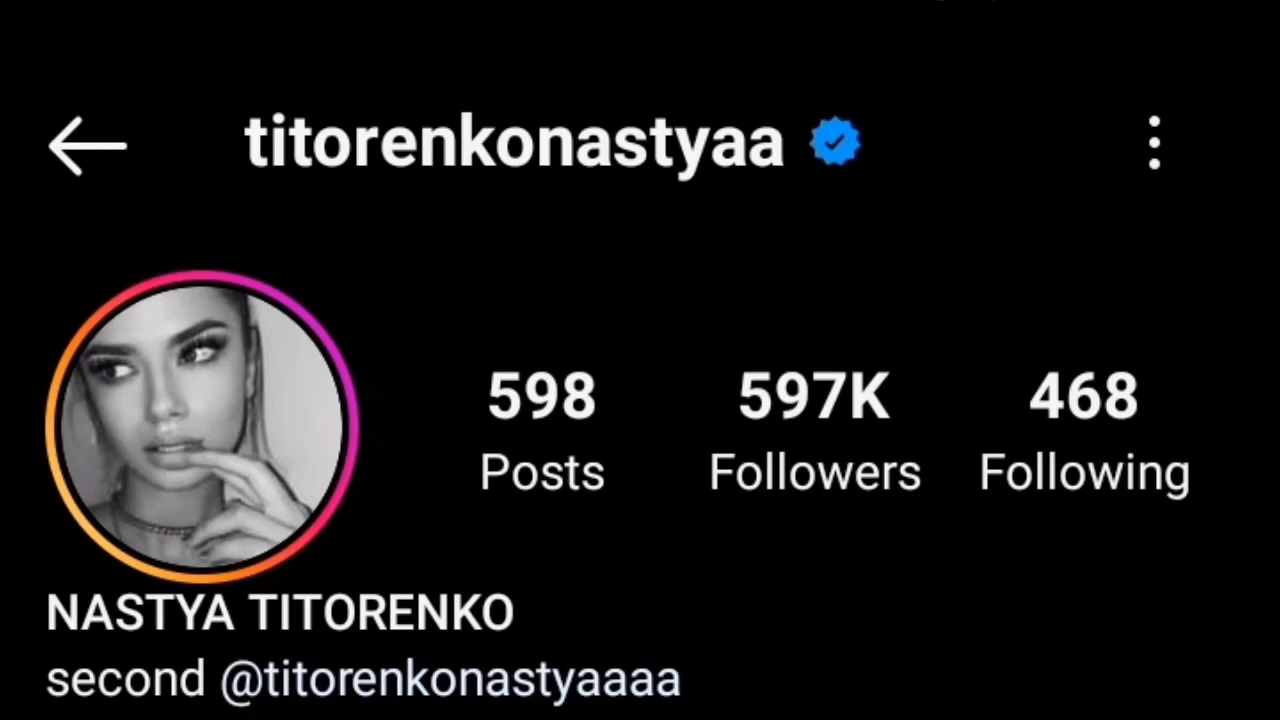 titorenkonastyaa
598 597K 468
Posts Followers Following
NASTYA TITORENKO
second @titorenkonastyaaaa